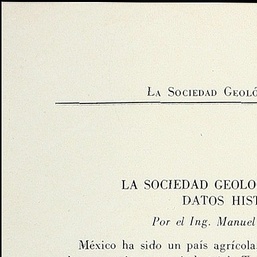 La Sociedad Geoló
LA SOCIEDAD GEOLO
DATOS HIST
Por el Ing. Manuel
México ha sido un país agrícola